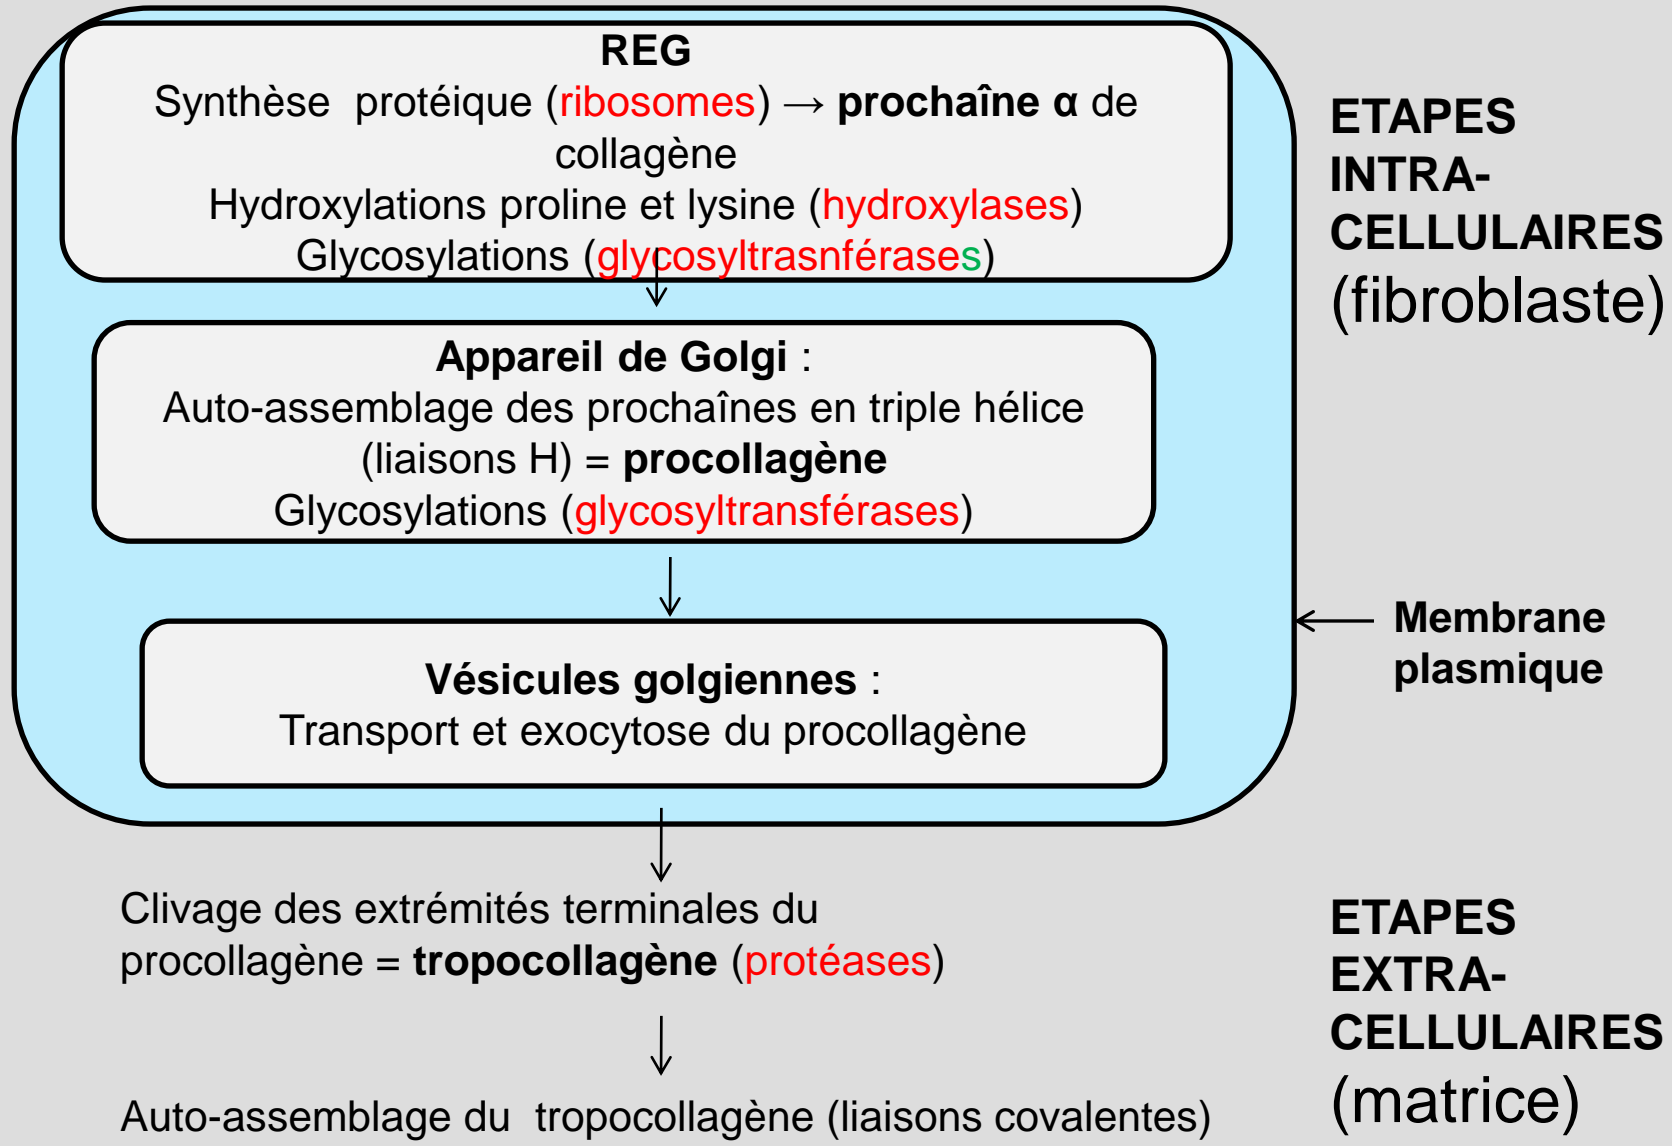 REG
Synthèse protéique (ribosomes) → prochaîne α de
collagène
Hydroxylations proline et lysine (hydroxylases)
Glycosylations (glycosyltrasnférases)
ETAPES
INTRA-
CELLULAIRES
(fibroblaste)
Appareil de Golgi :
Auto-assemblage des prochaînes en triple hélice
(liaisons H) = procollagène
Glycosylations (glycosyltransférases)
Membrane
plasmique
Vésicules golgiennes :
Transport et exocytose du procollagène
Clivage des extrémités terminales du
procollagène = tropocollagène (protéases)
ETAPES
EXTRA-
CELLULAIRES
(matrice)
Auto-assemblage du tropocollagène (liaisons covalentes)